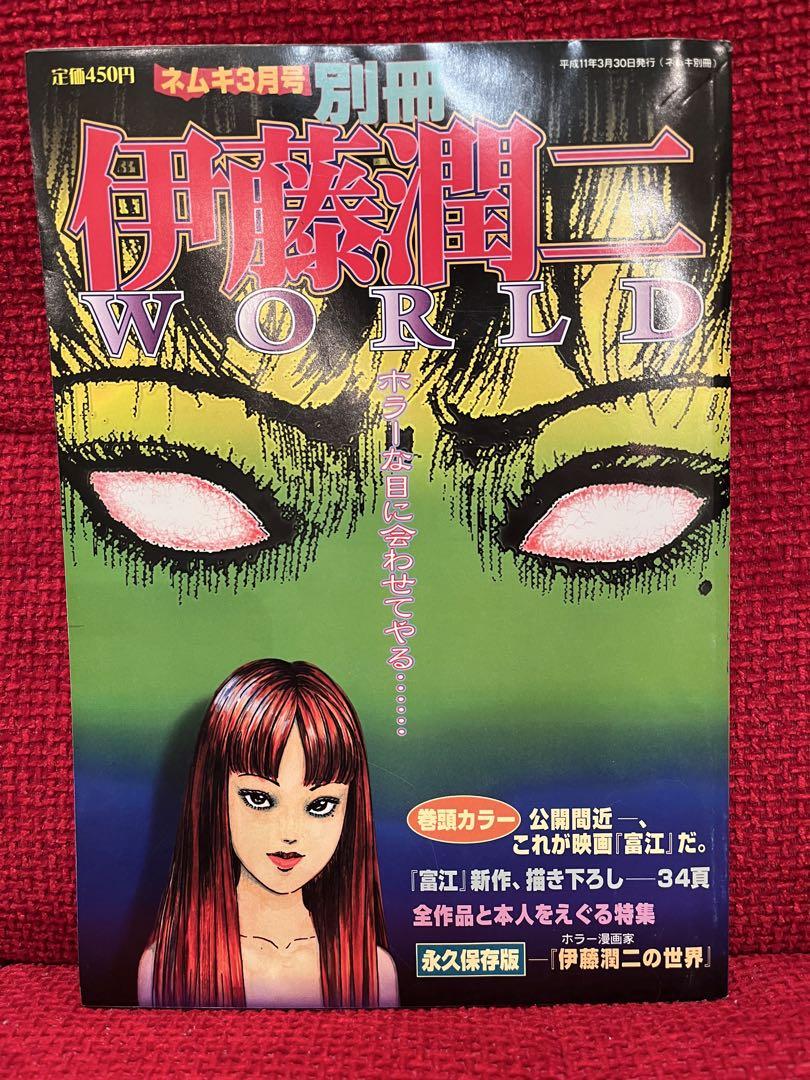 定価450円
ネムキ3月号 別冊
平成11年3月30日発行（ネムキ別冊）
伊藤潤二
WORLD
ホラーな目に会わせてやる……
巻頭カラー 公開間近―、
これが映画『富江』だ。
『富江』新作、描き下ろし―34頁
全作品と本人をえぐる特集
ホラー漫画家
永久保存版―『伊藤潤二の世界』